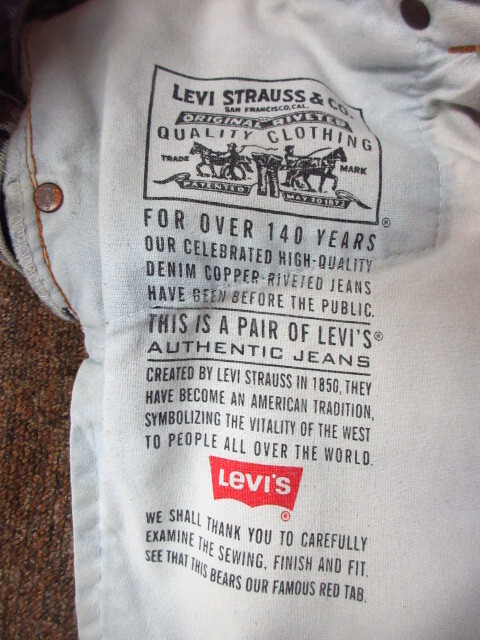 LEVI STRAUSS & CO.
SAN FRANCISCO, CAL.
ORIGINAL RIVETED
QUALITY CLOTHING
TRADE MARK
PATENTED MAY 20 1873
®
FOR OVER 140 YEARS
OUR CELEBRATED HIGH-QUALITY
DENIM COPPER-RIVETED JEANS
HAVE BEEN BEFORE THE PUBLIC.
THIS IS A PAIR OF LEVI'S®
AUTHENTIC JEANS
CREATED BY LEVI STRAUSS IN 1850, THEY
HAVE BECOME AN AMERICAN TRADITION,
SYMBOLIZING THE VITALITY OF THE WEST
TO PEOPLE ALL OVER THE WORLD.
LEVI'S
®
WE SHALL THANK YOU TO CAREFULLY
EXAMINE THE SEWING, FINISH AND FIT.
SEE THAT THIS BEARS OUR FAMOUS RED TAB.